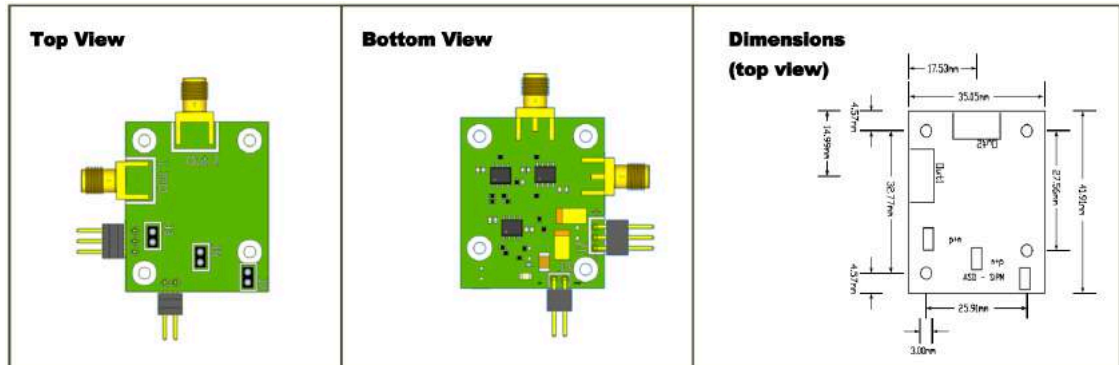 Top View
Bottom View
Dimensions
(top view)
17.53mm
35.05mm
4.57mm
14.99mm
Out2
Out1
32.77mm
27.56mm
41.91mm
p+n
n+p
ASD - SiPM
4.57mm
25.91mm
3.00mm